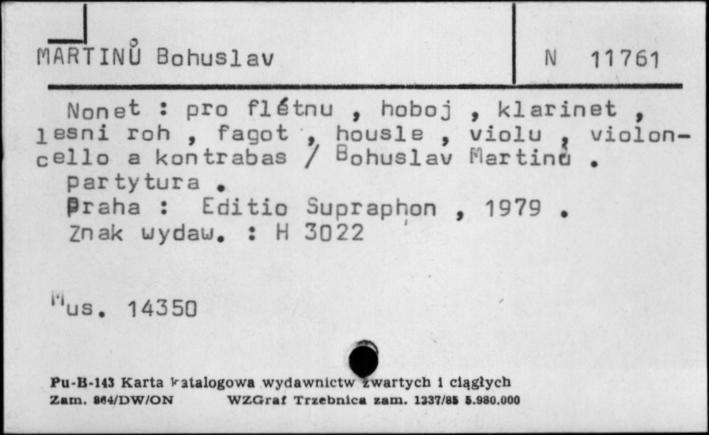 MARTINŮ Bohuslav
N 11761
Nonet : pro flétnu , hoboj , klarinet ,
lesni roh , fagot , housle , violu , violon-
cello a kontrabas / Bohuslav Martinů .
partytura .
Praha : Editio Supraphon , 1979 .
Znak wydaw. : H 3022
Mus. 14350
Pu-B-143 Karta katalogowa wydawnictw zwartych i ciągłych
Zam. 864/DW/ON WZGraf Trzebnica zam. 1337/85 5.980.000